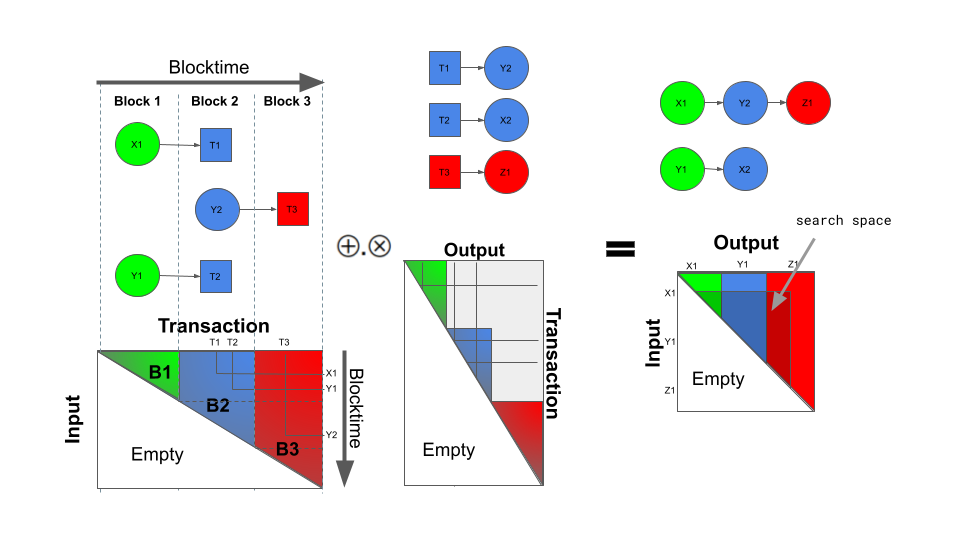 Blocktime
Block 1
Block 2
Block 3
X1
T1
Y2
T3
Y1
T2
Transaction
T1
T2
T3
Input
B1
B2
B3
Empty
X1
Y1
Y2
Blocktime
T1
Y2
T2
X2
T3
Z1
⊕.⊗
Output
Transaction
Empty
=
X1
Y2
Z1
Y1
X2
search space
Output
X1
Y1
Z1
Input
X1
Y1
Z1
Empty